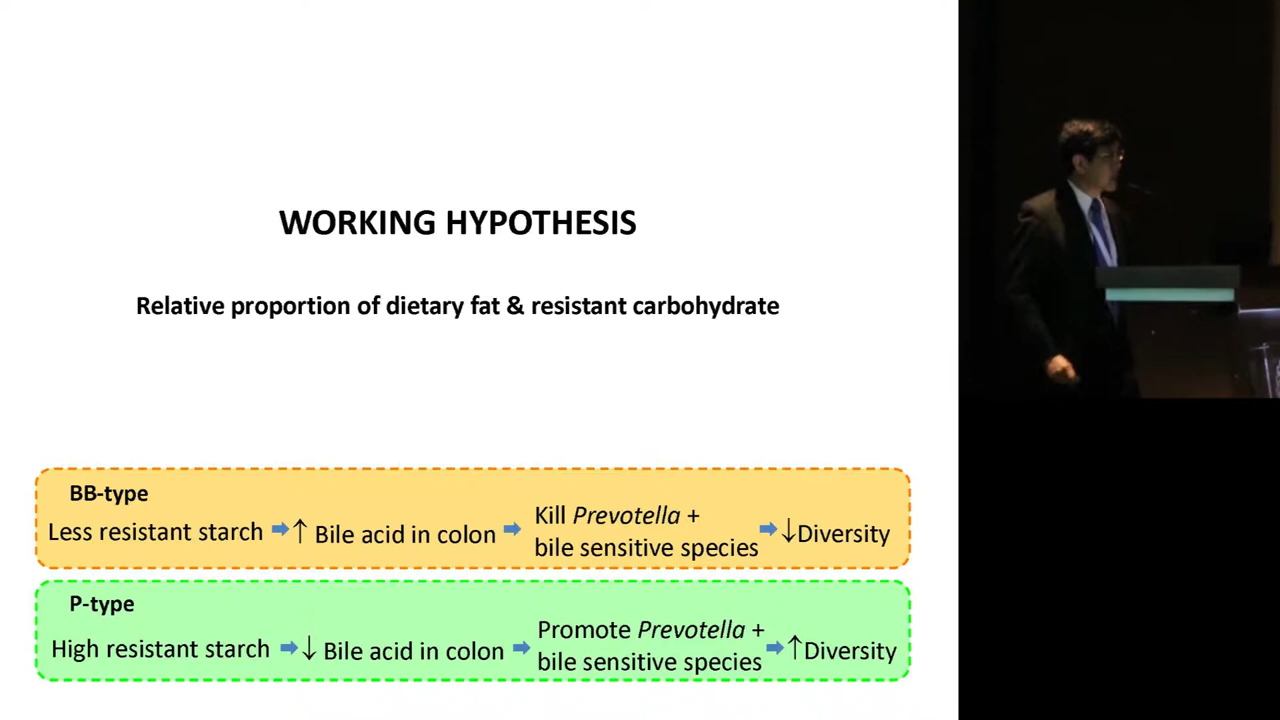 WORKING HYPOTHESIS
Relative proportion of dietary fat & resistant carbohydrate
BB-type
Less resistant starch → ↑ Bile acid in colon → Kill Prevotella + bile sensitive species → ↓Diversity
P-type
High resistant starch → ↓ Bile acid in colon → Promote Prevotella + bile sensitive species → ↑Diversity